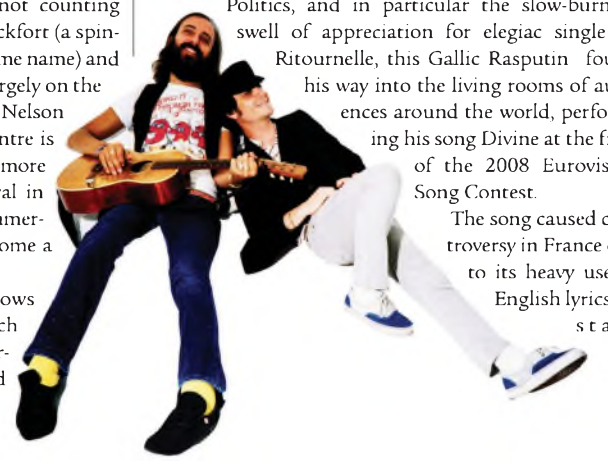 not counting
ckfort (a spin-
me name) and
rgely on the
Nelson
ntre is
more
al in
mmer-
ome a
ows
ch
r-
d
Politics, and in particular the slow-burn
swell of appreciation for elegiac single
Ritournelle, this Gallic Rasputin fou
his way into the living rooms of au
ences around the world, perfo
ing his song Divine at the fi
of the 2008 Eurovis
Song Contest.
The song caused c
troversy in France
to its heavy use
English lyrics
sta